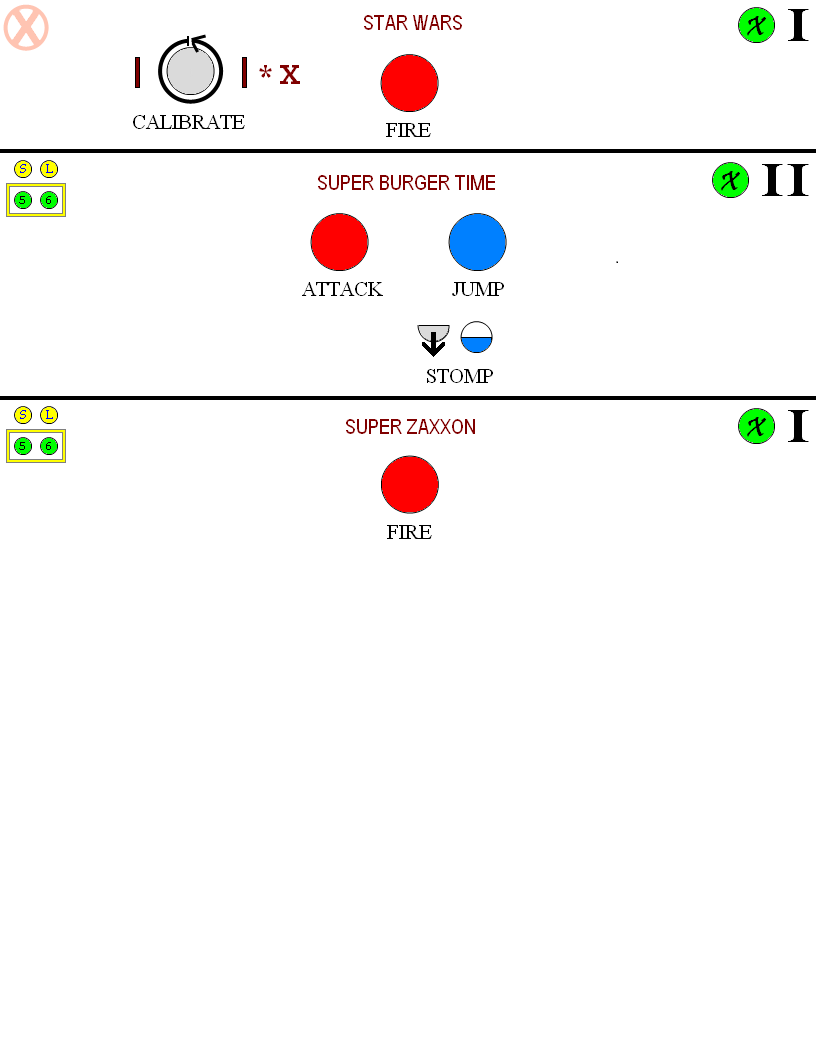 X
STAR WARS
X I
* X
CALIBRATE
FIRE
S L
5 6
SUPER BURGER TIME
X II
ATTACK JUMP
STOMP
S L
5 6
SUPER ZAXXON
X I
FIRE